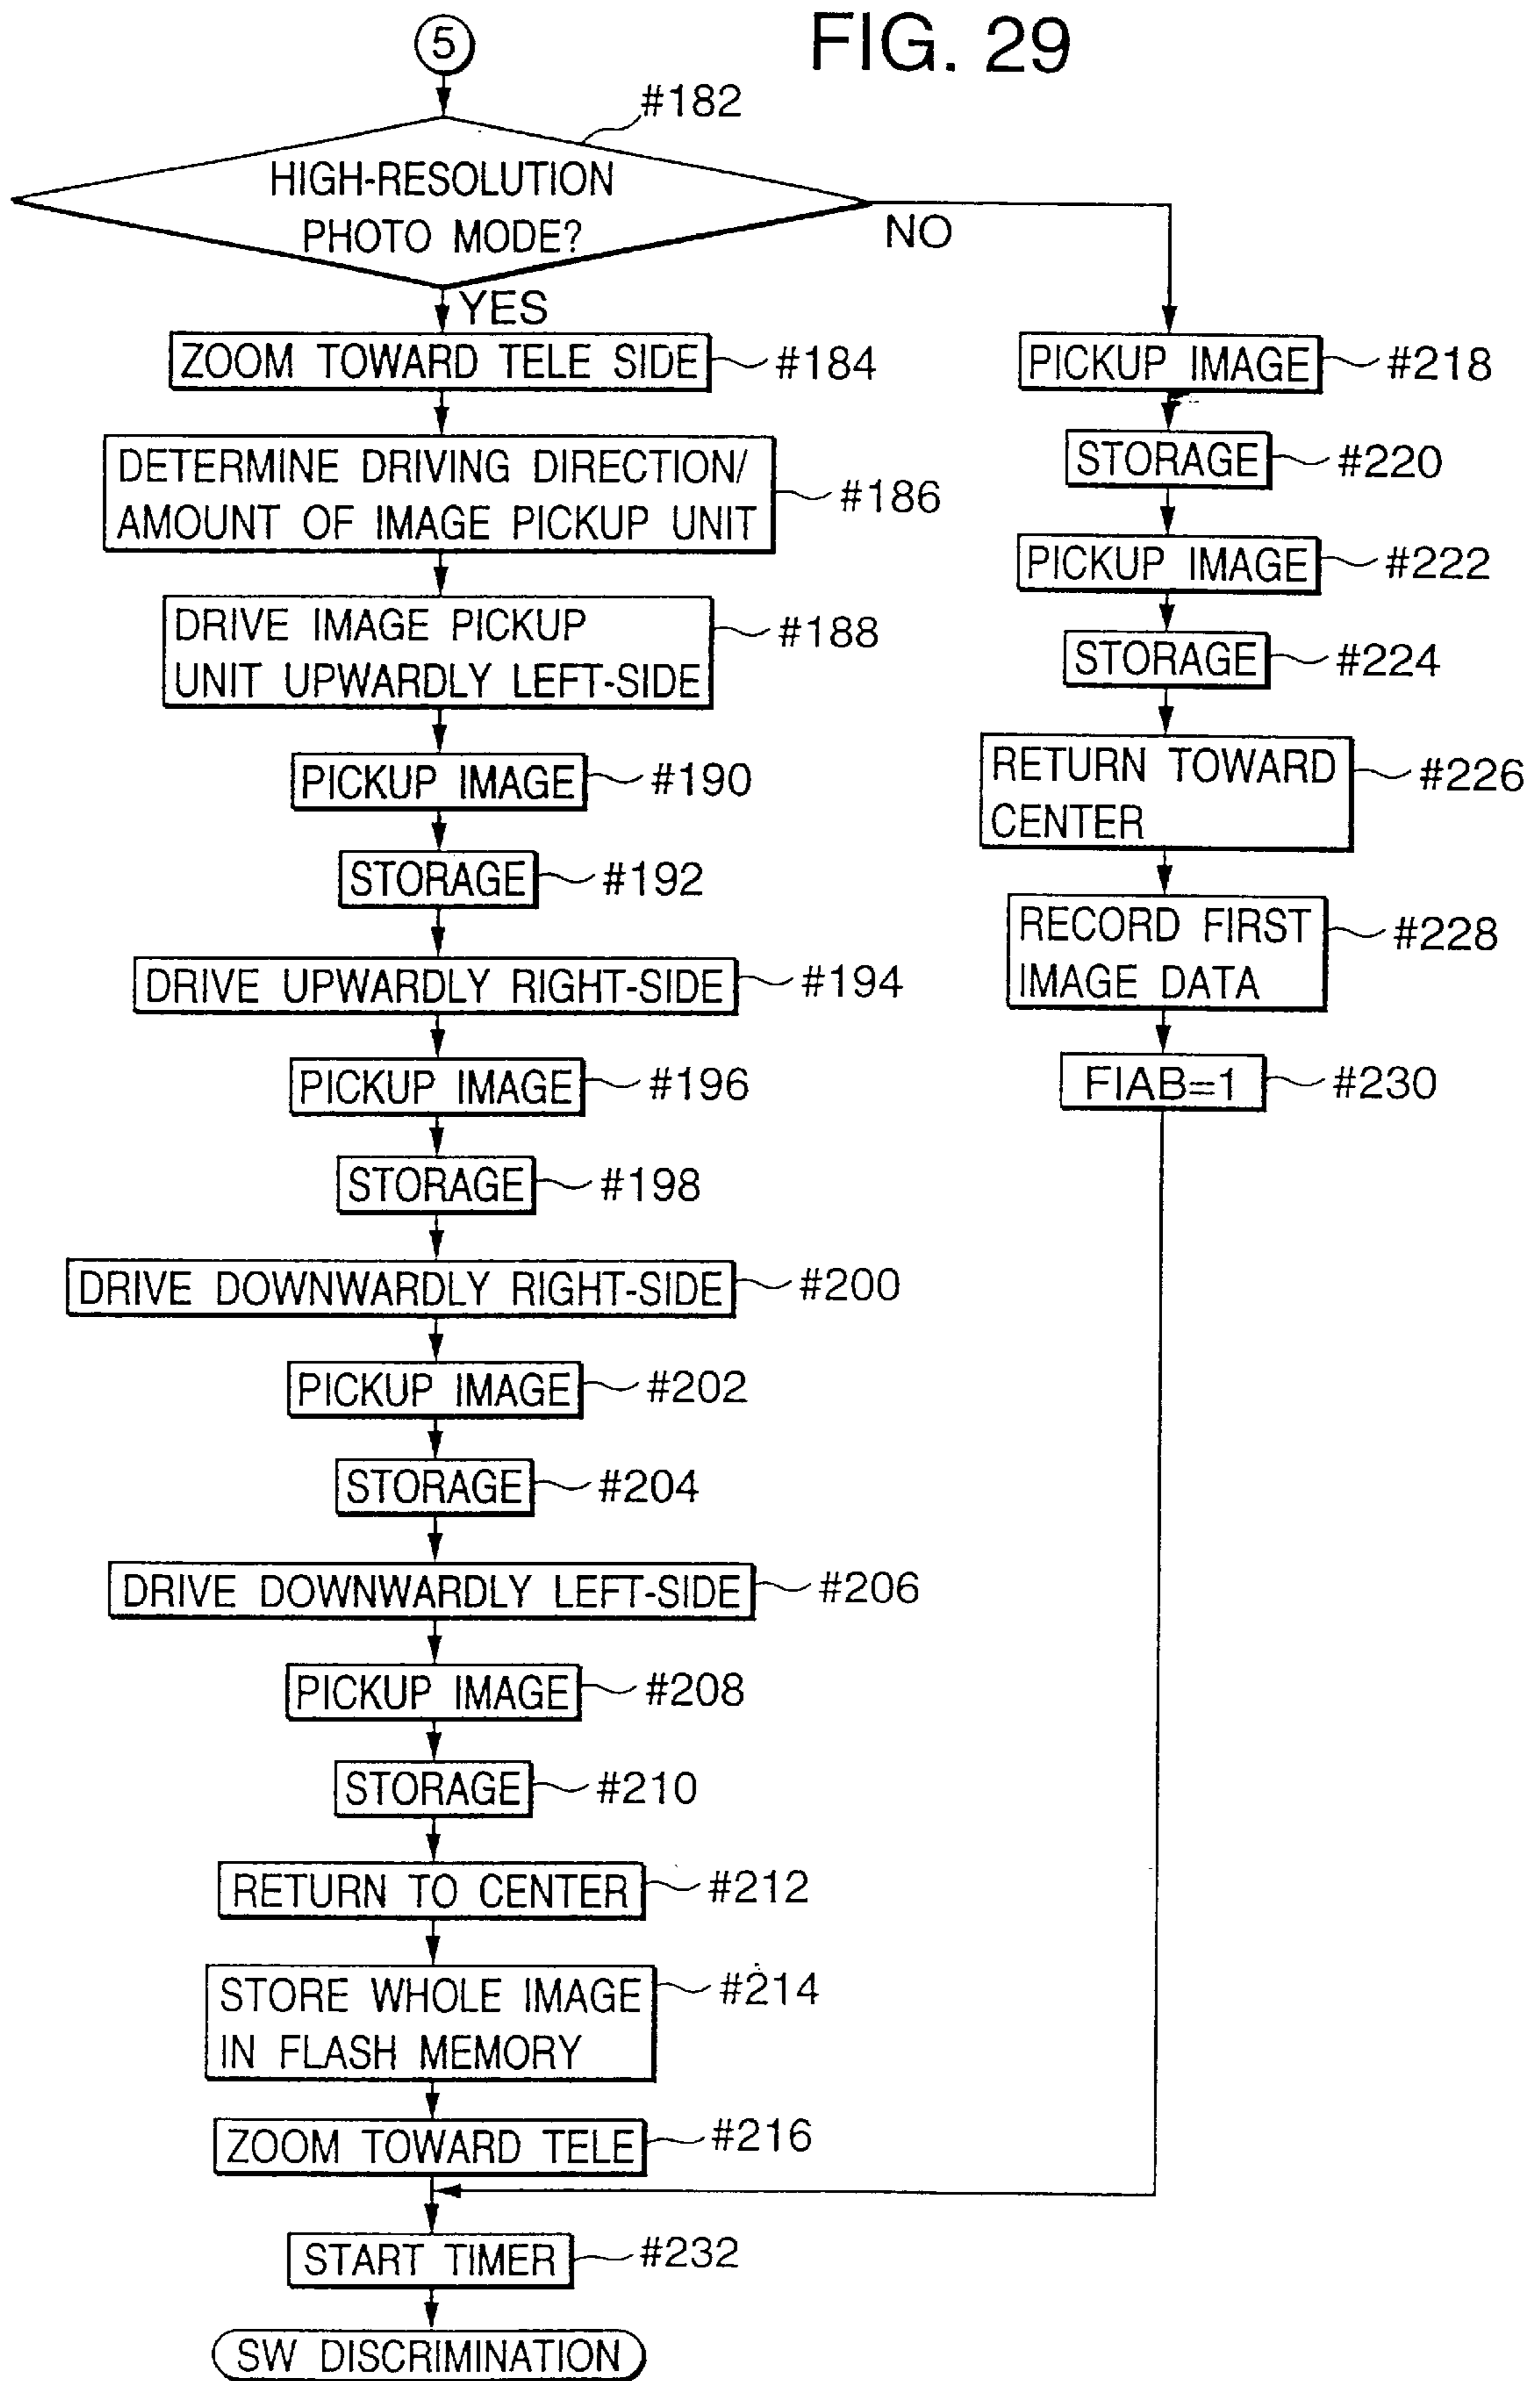 FIG. 29
5
#182
HIGH-RESOLUTION
PHOTO MODE?
NO
YES
ZOOM TOWARD TELE SIDE
#184
DETERMINE DRIVING DIRECTION/
AMOUNT OF IMAGE PICKUP UNIT
#186
DRIVE IMAGE PICKUP
UNIT UPWARDLY LEFT-SIDE
#188
PICKUP IMAGE
#190
STORAGE
#192
DRIVE UPWARDLY RIGHT-SIDE
#194
PICKUP IMAGE
#196
STORAGE
#198
DRIVE DOWNWARDLY RIGHT-SIDE
#200
PICKUP IMAGE
#202
STORAGE
#204
DRIVE DOWNWARDLY LEFT-SIDE
#206
PICKUP IMAGE
#208
STORAGE
#210
RETURN TO CENTER
#212
STORE WHOLE IMAGE
IN FLASH MEMORY
#214
ZOOM TOWARD TELE
#216
PICKUP IMAGE
#218
STORAGE
#220
PICKUP IMAGE
#222
STORAGE
#224
RETURN TOWARD
CENTER
#226
RECORD FIRST
IMAGE DATA
#228
FIAB=1
#230
START TIMER
#232
SW DISCRIMINATION